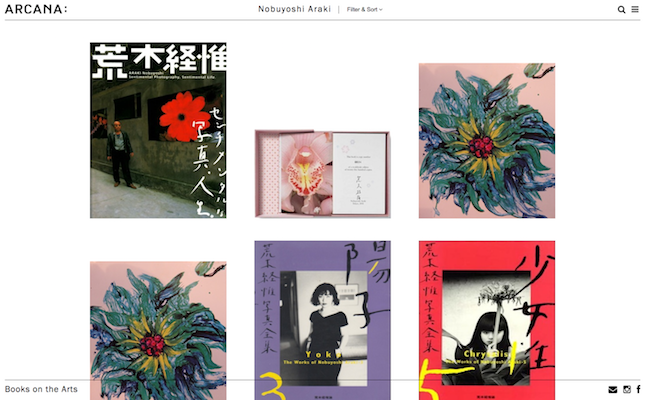 ARCANA:
Nobuyoshi Araki | Filter & Sort
荒木経惟
ARAKI Nobuyoshi
Sentimental Photography, Sentimental Life
センチメンタルな
写真、人生。
荒木経惟写真全集
陽子
Yoko
The Works of Nobuyoshi
3
荒木経惟写真全集
少女
The Works of Nobuyoshi Araki-5
5
Books on the Arts